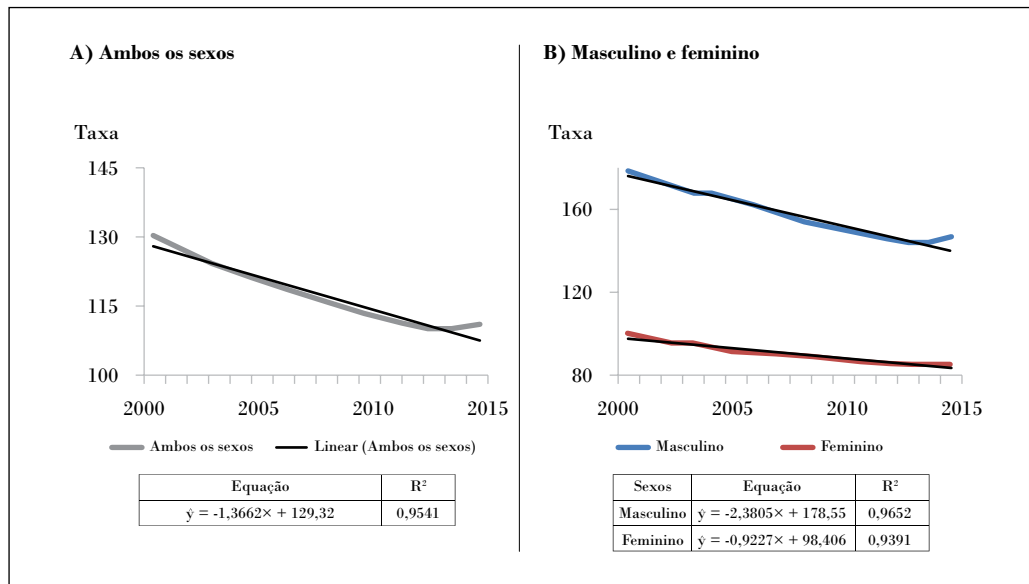 A) Ambos os sexos
Taxa
145
130
115
100
2000 2005 2010 2015
Ambos os sexos Linear (Ambos os sexos)
Equação R²
ŷ = -1,3662× + 129,32 0,9541
B) Masculino e feminino
Taxa
160
120
80
2000 2005 2010 2015
Masculino Feminino
Sexos Equação R²
Masculino ŷ = -2,3805× + 178,55 0,9652
Feminino ŷ = -0,9227× + 98,406 0,9391